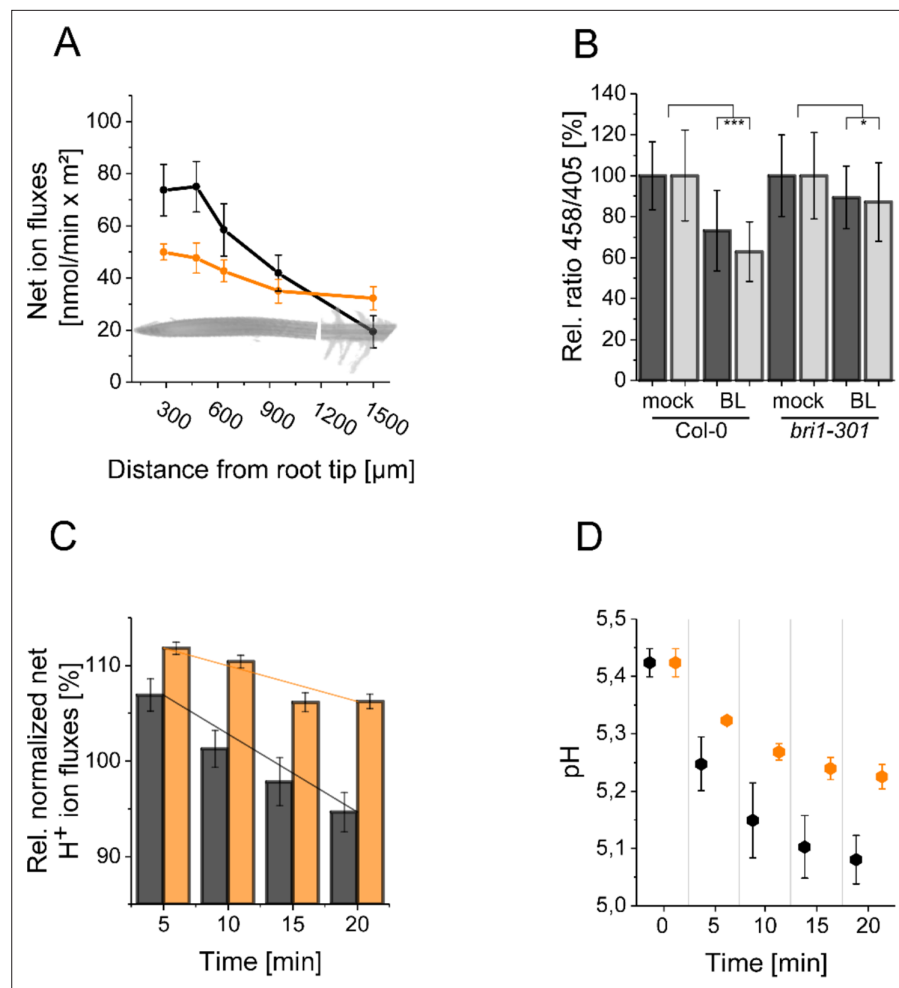 A
Net ion fluxes
[nmol/min x m²]
100
80
60
40
20
0
300
600
900
1200
1500
Distance from root tip [µm]
B
Rel. ratio 458/405 [%]
140
120
100
80
60
40
20
0
***
*
mock
BL
mock
BL
Col-0
bri1-301
C
Rel. normalized net
H⁺ ion fluxes [%]
110
100
90
5
10
15
20
Time [min]
D
pH
5,5
5,4
5,3
5,2
5,1
5,0
0
5
10
15
20
Time [min]